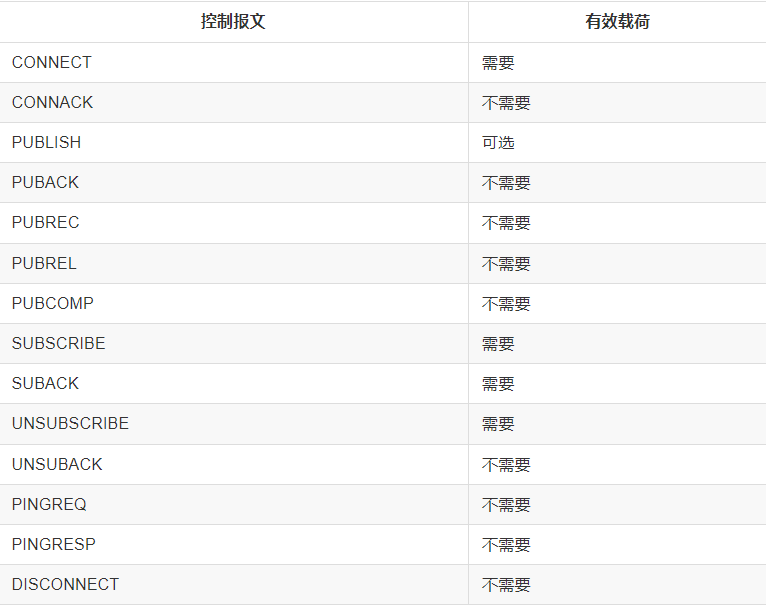 控制报文 有效载荷
CONNECT 需要
CONNACK 不需要
PUBLISH 可选
PUBACK 不需要
PUBREC 不需要
PUBREL 不需要
PUBCOMP 不需要
SUBSCRIBE 需要
SUBACK 需要
UNSUBSCRIBE 需要
UNSUBACK 不需要
PINGREQ 不需要
PINGRESP 不需要
DISCONNECT 不需要